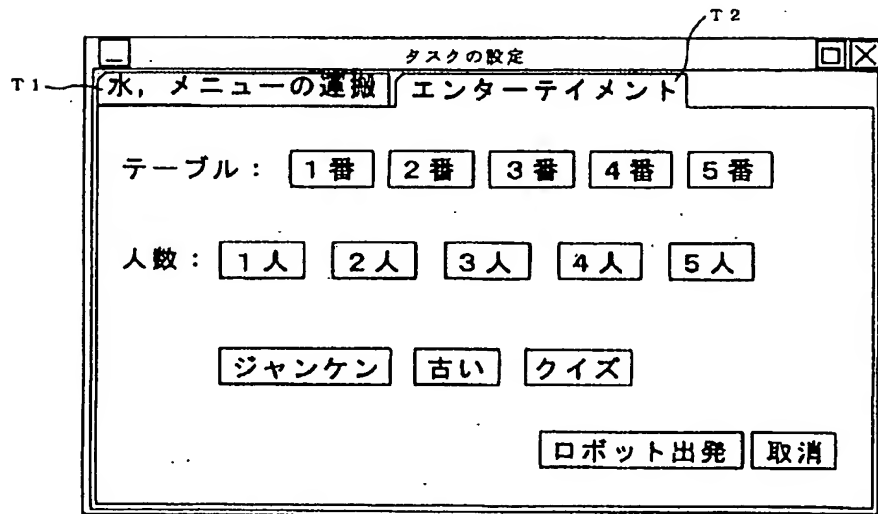 T2
タスクの設定
T1
水，メニューの運搬 エンターテイメント
テーブル： 1番 2番 3番 4番 5番
人数： 1人 2人 3人 4人 5人
ジャンケン 古い クイズ
ロボット出発 取消